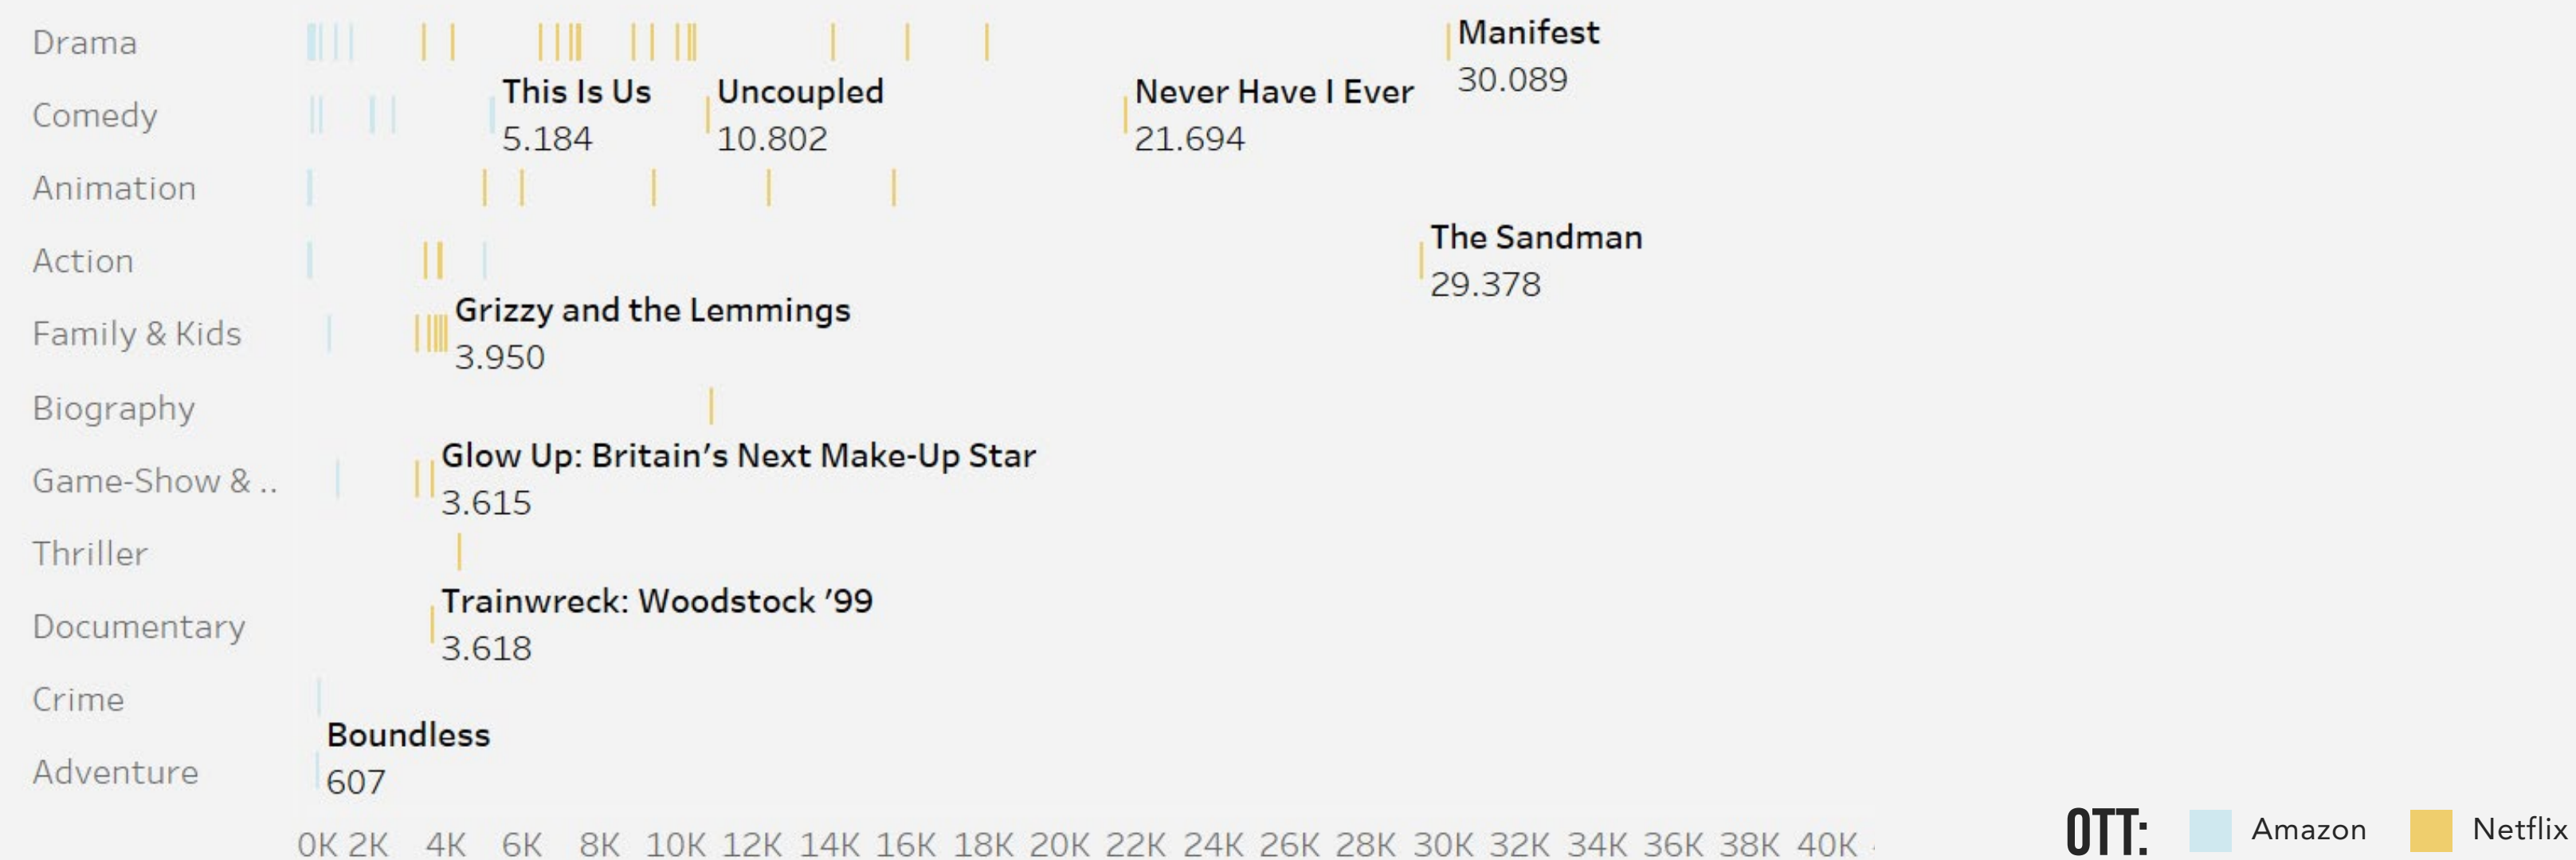 Drama
Manifest
30.089
Comedy
This Is Us
5.184
Uncoupled
10.802
Never Have I Ever
21.694
Animation
Action
The Sandman
29.378
Family & Kids
Grizzy and the Lemmings
3.950
Biography
Game-Show & ..
Glow Up: Britain’s Next Make-Up Star
3.615
Thriller
Documentary
Trainwreck: Woodstock ’99
3.618
Crime
Adventure
Boundless
607
0K 2K 4K 6K 8K 10K 12K 14K 16K 18K 20K 22K 24K 26K 28K 30K 32K 34K 36K 38K 40K
OTT: Amazon Netflix